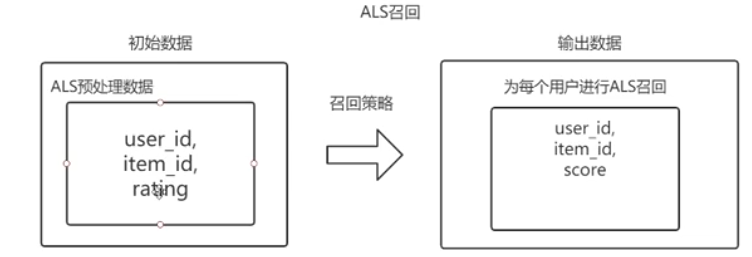 ALS召回
初始数据
输出数据
ALS预处理数据
为每个用户进行ALS召回
召回策略
user_id,
item_id,
rating
user_id,
item_id,
score